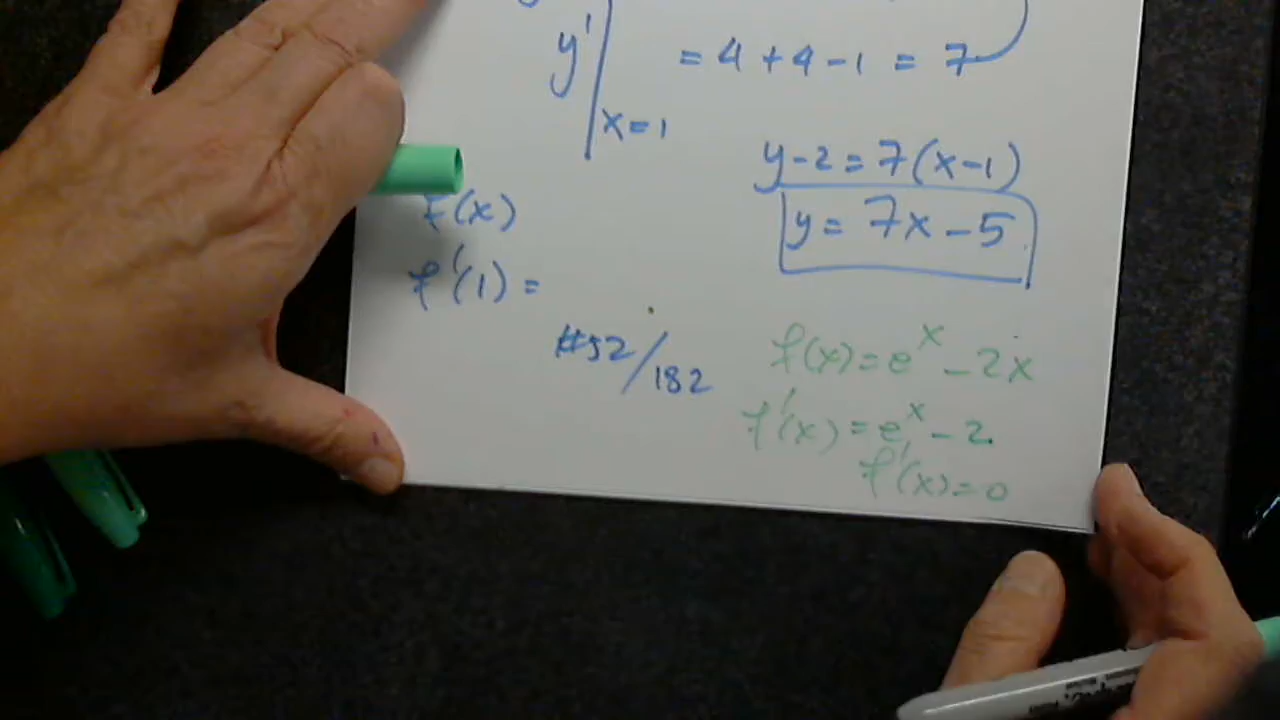 y'|x=1 = 4+4-1 = 7
y-2=7(x-1)
y= 7x-5
F(x)
f'(1) =
#52/182
f(x)=e^x-2x
f'(x)=e^x-2
f'(x)=0